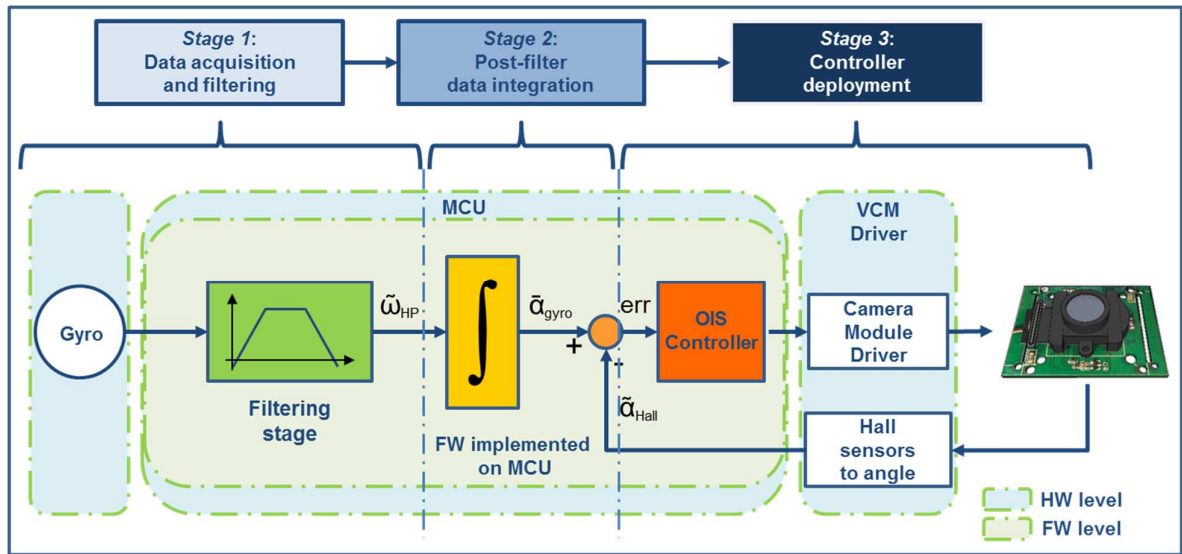 Stage 1:
Data acquisition
and filtering
Stage 2:
Post-filter
data integration
Stage 3:
Controller
deployment
MCU
VCM
Driver
Gyro
ω̃HP
∫
ᾱgyro
+
-
err
OIS
Controller
Camera
Module
Driver
Filtering
stage
α̃Hall
FW implemented
on MCU
Hall
sensors
to angle
HW level
FW level